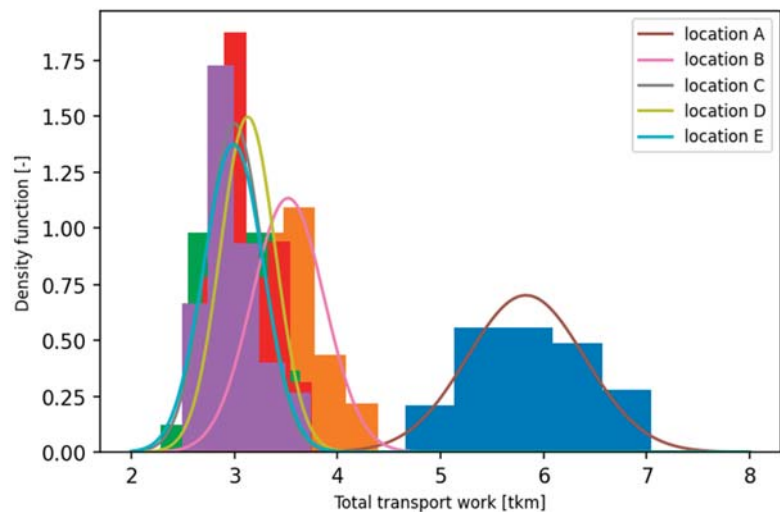 1.75
1.50
1.25
1.00
0.75
0.50
0.25
0.00
Density function [-]
2 3 4 5 6 7 8
Total transport work [tkm]
location A
location B
location C
location D
location E